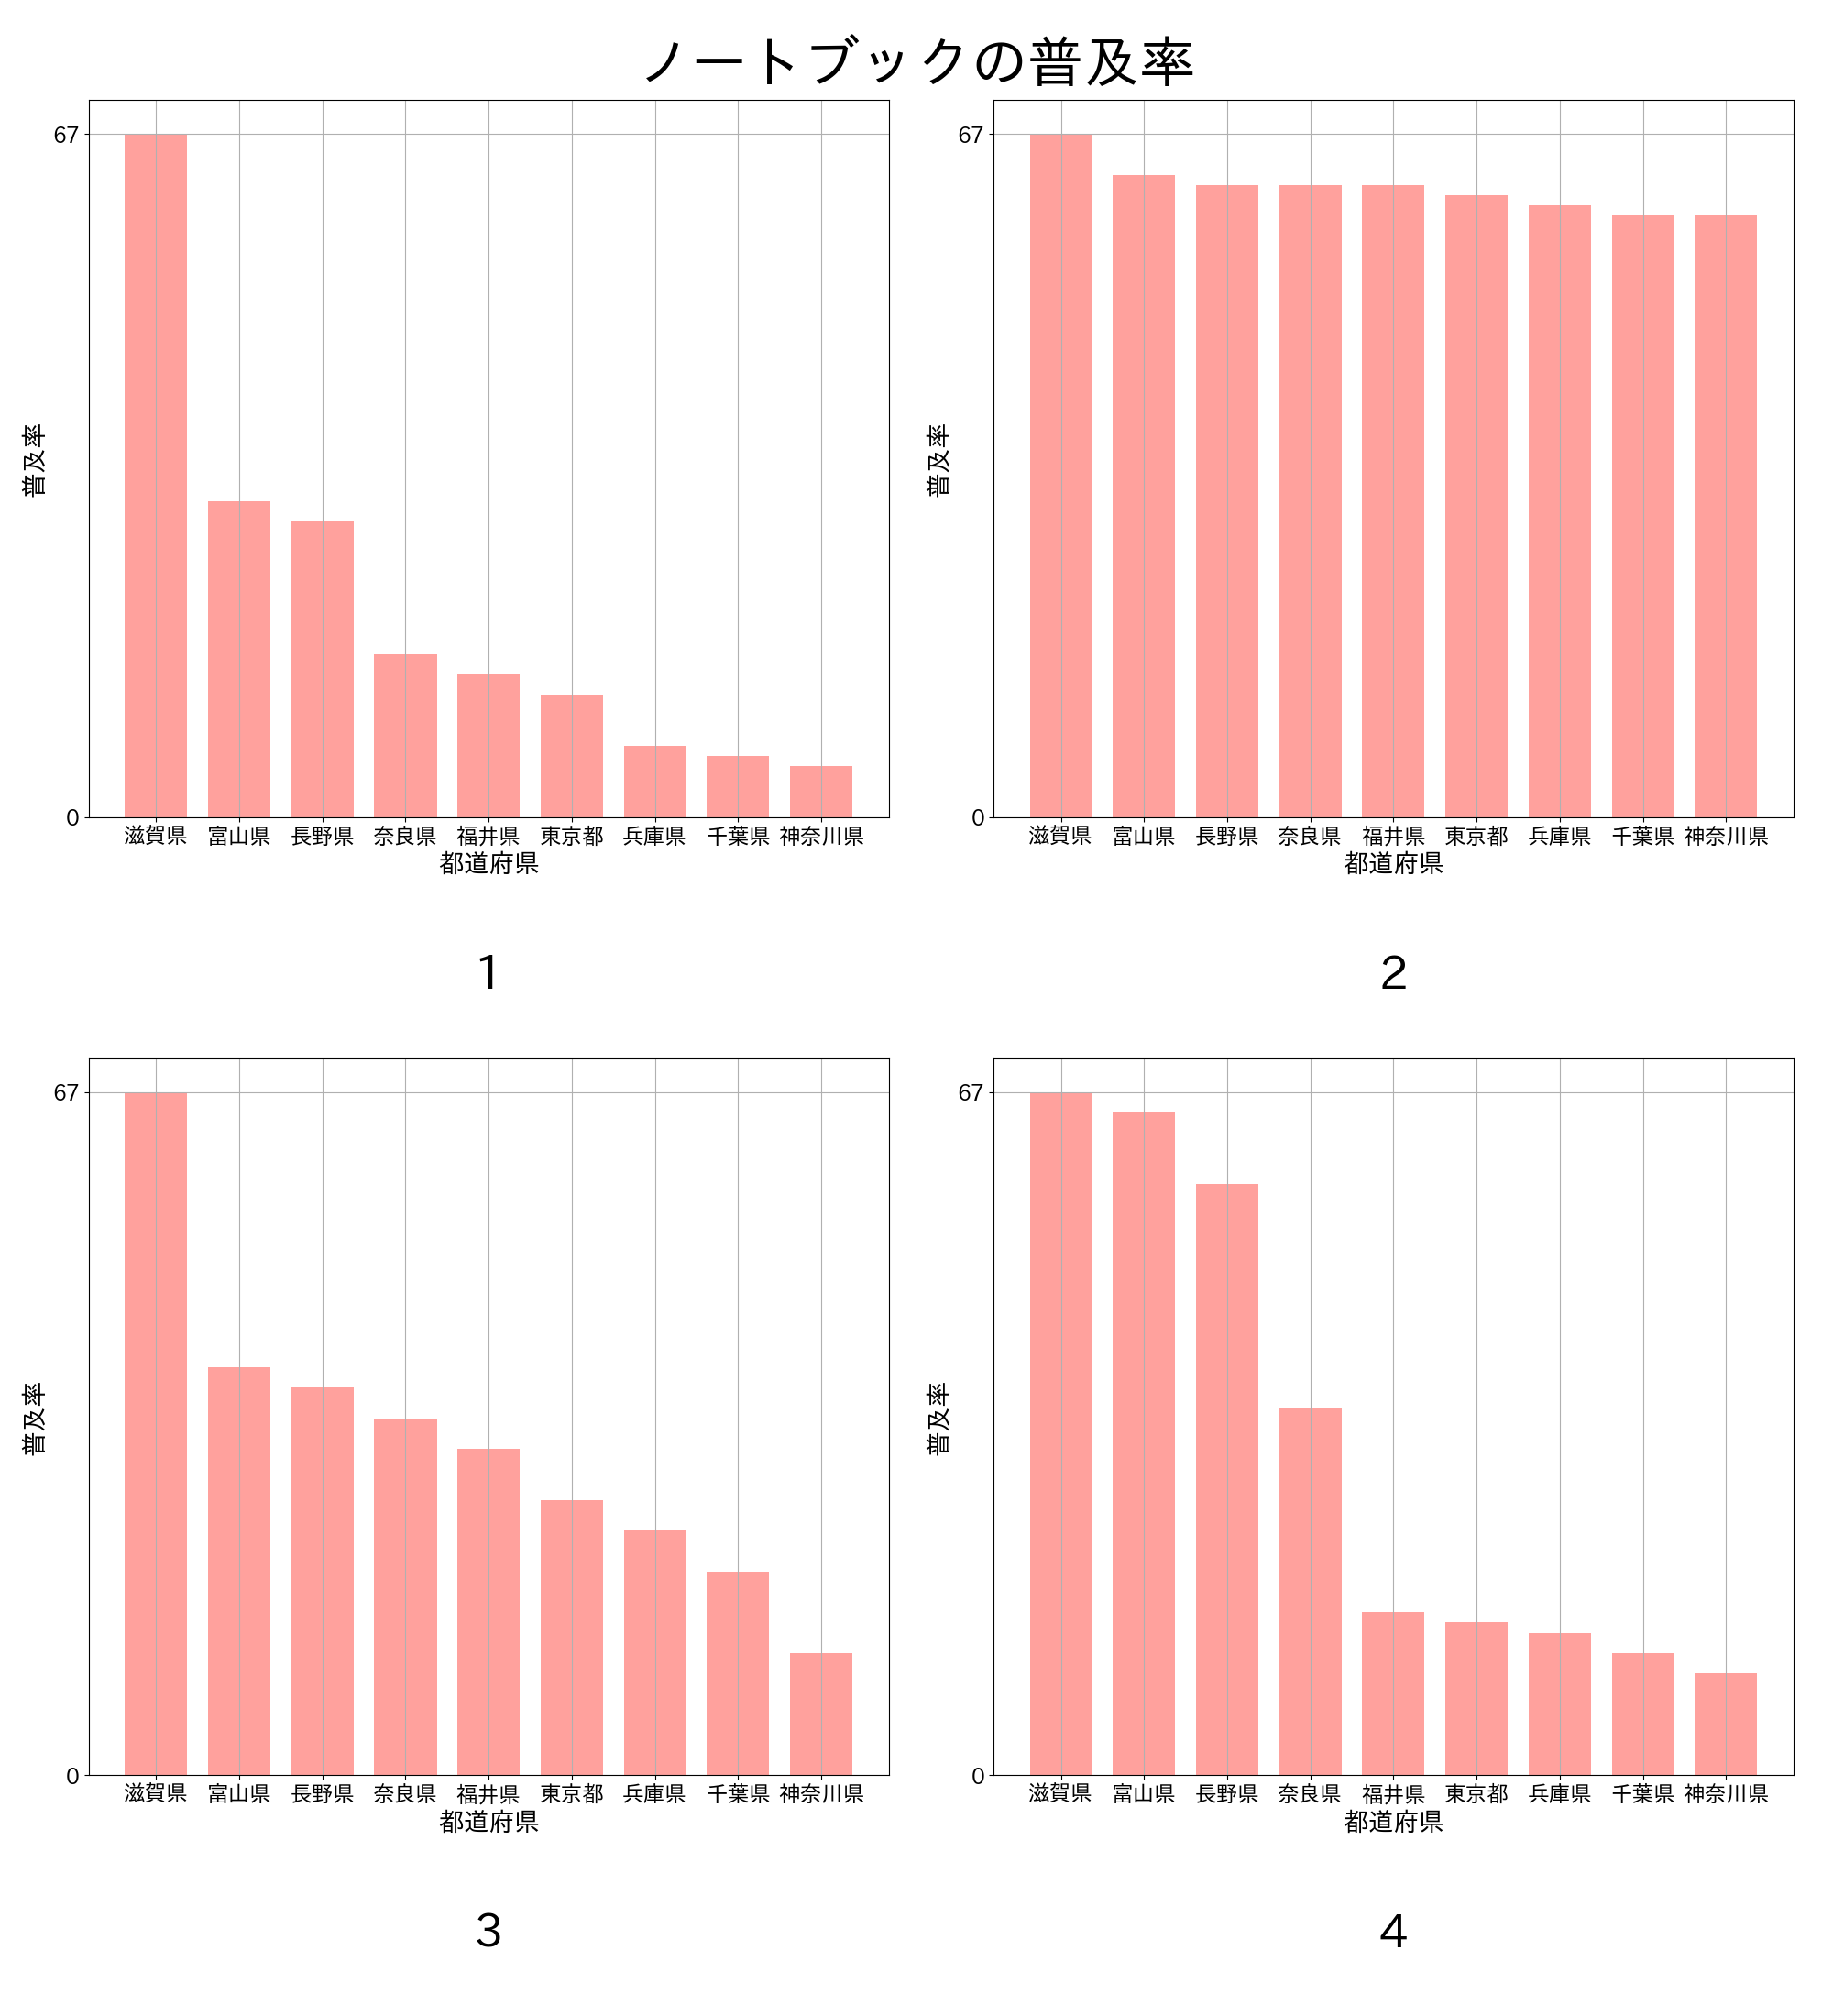 ノートブックの普及率
67
0
普及率
滋賀県 富山県 長野県 奈良県 福井県 東京都 兵庫県 千葉県 神奈川県
都道府県
1
67
0
普及率
滋賀県 富山県 長野県 奈良県 福井県 東京都 兵庫県 千葉県 神奈川県
都道府県
2
67
0
普及率
滋賀県 富山県 長野県 奈良県 福井県 東京都 兵庫県 千葉県 神奈川県
都道府県
3
67
0
普及率
滋賀県 富山県 長野県 奈良県 福井県 東京都 兵庫県 千葉県 神奈川県
都道府県
4